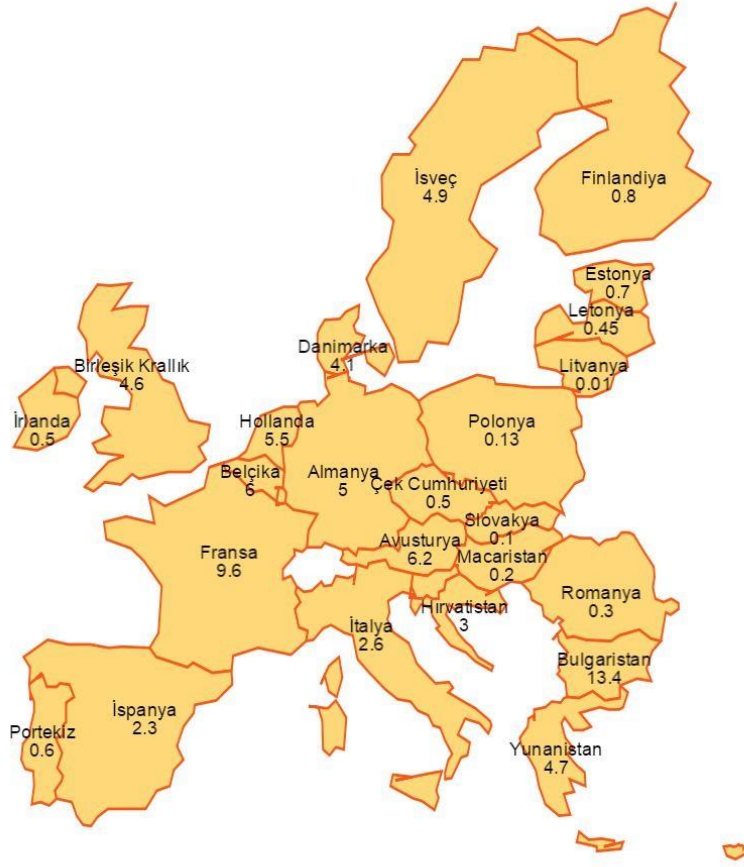 İsveç
4.9
Finlandiya
0.8
Estonya
0.7
Letonya
0.45
Litvanya
0.01
Danimarka
4.1
Birleşik Krallık
4.6
İrlanda
0.5
Hollanda
5.5
Belçika
6
Almanya
5
Polonya
0.13
Çek Cumhuriyeti
0.5
Slovakya
0.1
Avusturya
6.2
Macaristan
0.2
Fransa
9.6
Romanya
0.3
Hırvatistan
3
İtalya
2.6
Bulgaristan
13.4
İspanya
2.3
Portekiz
0.6
Yunanistan
4.7